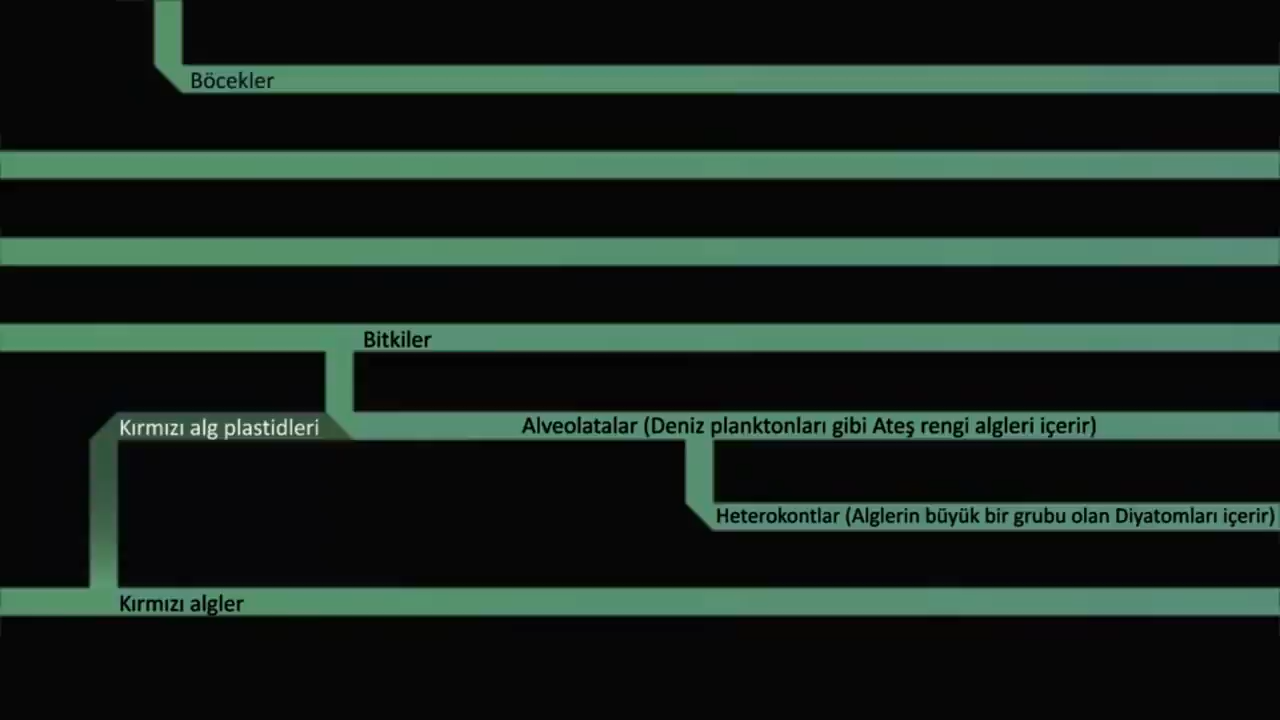 Böcekler
Bitkiler
Kırmızı alg plastidleri
Alveolatalar (Deniz planktonları gibi Ateş rengi algleri içerir)
Heterokontlar (Alglerin büyük bir grubu olan Diyatomları içerir)
Kırmızı algler